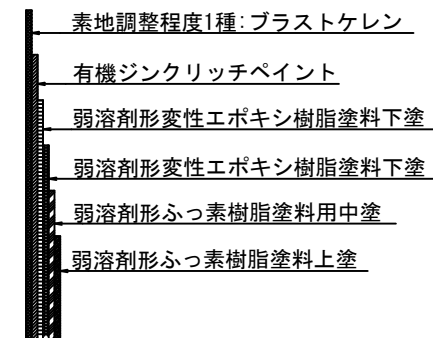 素地調整程度1種：ブラストケレン
有機ジンクリッチペイント
弱溶剤形変性エポキシ樹脂塗料下塗
弱溶剤形変性エポキシ樹脂塗料下塗
弱溶剤形ふっ素樹脂塗料用中塗
弱溶剤形ふっ素樹脂塗料上塗